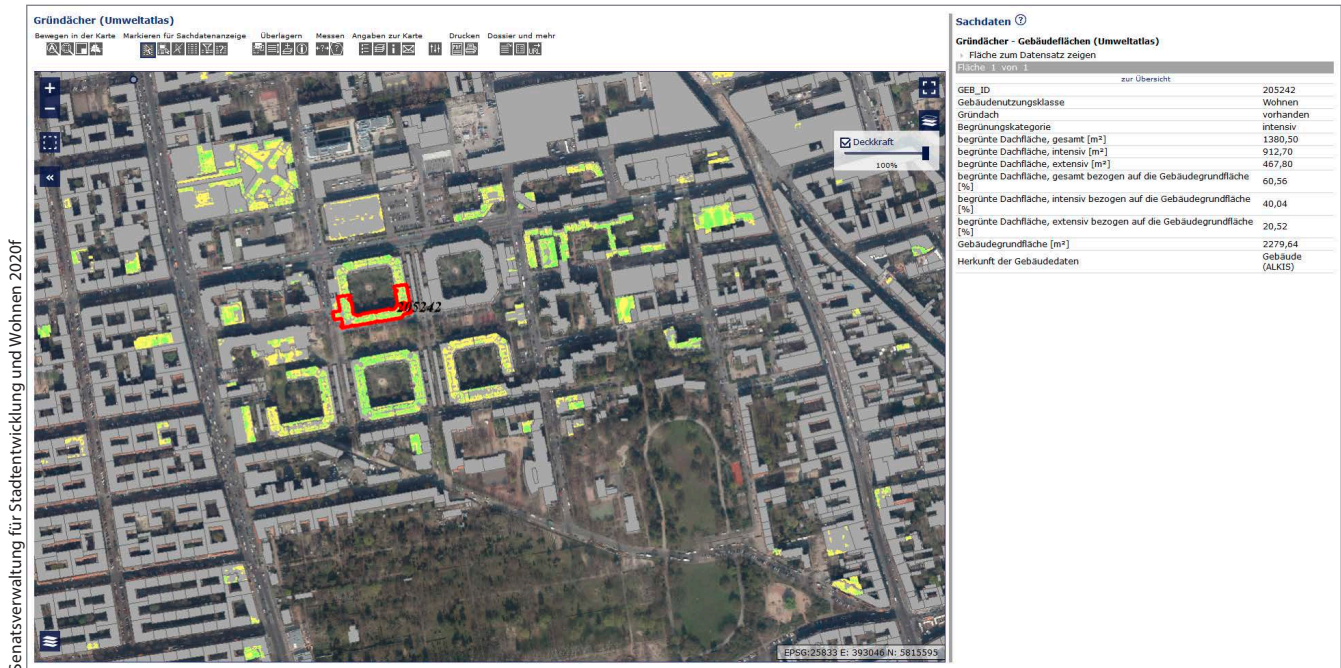 Gründächer (Umweltatlas)
Bewegen in der Karte Markieren für Sachdatenanzeige Überlagern Messen Angaben zur Karte Drucken Dossier und mehr
+
−
«
Deckkraft
100%
205242
EPSG:25833 E: 393046 N: 5815595
Senatsverwaltung für Stadtentwicklung und Wohnen 2020f
Sachdaten ?
Gründächer - Gebäudeflächen (Umweltatlas)
Fläche zum Datensatz zeigen
Fläche 1 von 1
zur Übersicht
GEB_ID 205242
Gebäudenutzungsklasse Wohnen
Gründach vorhanden
Begrünungskategorie intensiv
begrünte Dachfläche, gesamt [m²] 1380,50
begrünte Dachfläche, intensiv [m²] 912,70
begrünte Dachfläche, extensiv [m²] 467,80
begrünte Dachfläche, gesamt bezogen auf die Gebäudegrundfläche
[%] 60,56
begrünte Dachfläche, intensiv bezogen auf die Gebäudegrundfläche
[%] 40,04
begrünte Dachfläche, extensiv bezogen auf die Gebäudegrundfläche
[%] 20,52
Gebäudegrundfläche [m²] 2279,64
Herkunft der Gebäudedaten Gebäude
(ALKIS)